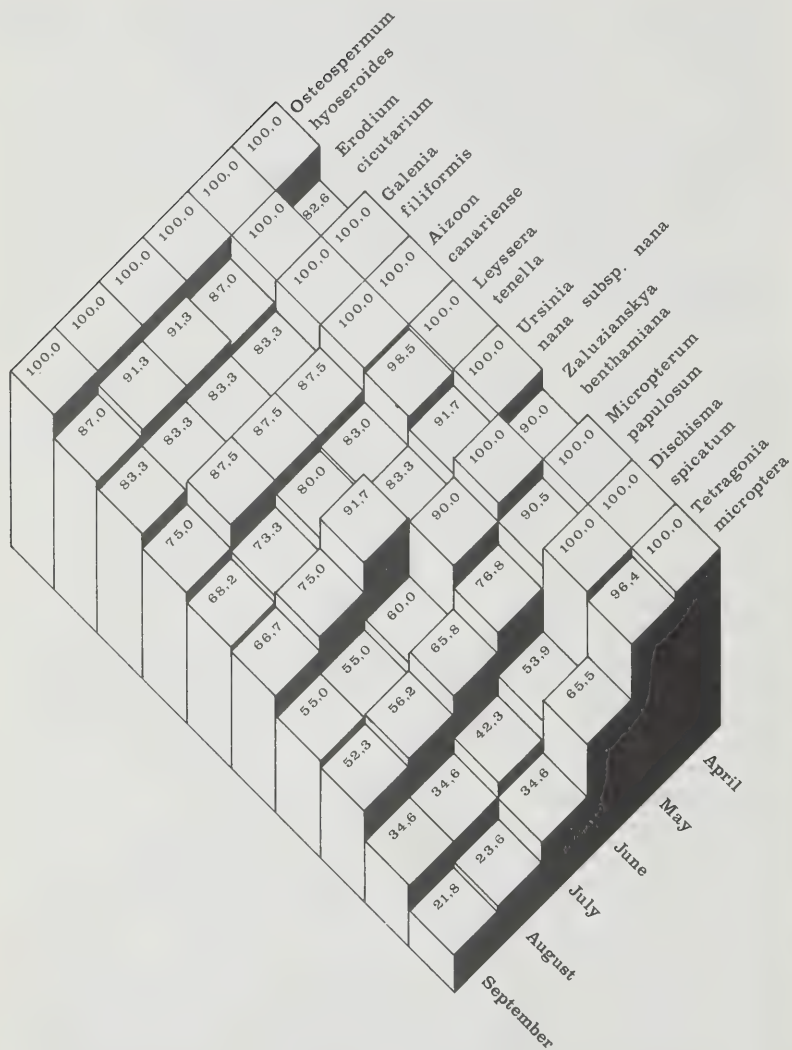 Osteospermum
hyoseroides
Erodium
cicutarium
Galenia
filiformis
Aizoon
canariense
Leyssera
tenella
Ursinia
nana subsp. nana
Zaluzianskya
benthamiana
Micropterum
papulosum
Dischisma
spicatum
Tetragonia
microptera
100,0 100,0 100,0 100,0 100,0 100,0
87,0 91,3 91,3 87,0 100,0 82,6
83,3 83,3 83,3 83,3 100,0 100,0
75,0 87,5 87,5 87,5 100,0 100,0
68,2 73,3 80,0 83,0 98,5 100,0
66,7 75,0 91,7 83,3 91,7 100,0
55,0 55,0 60,0 90,0 100,0 90,0
52,3 56,2 65,8 76,8 90,5 100,0
34,6 34,6 42,3 53,9 100,0 100,0
21,8 23,6 34,6 65,5 96,4 100,0
April
May
June
July
August
September